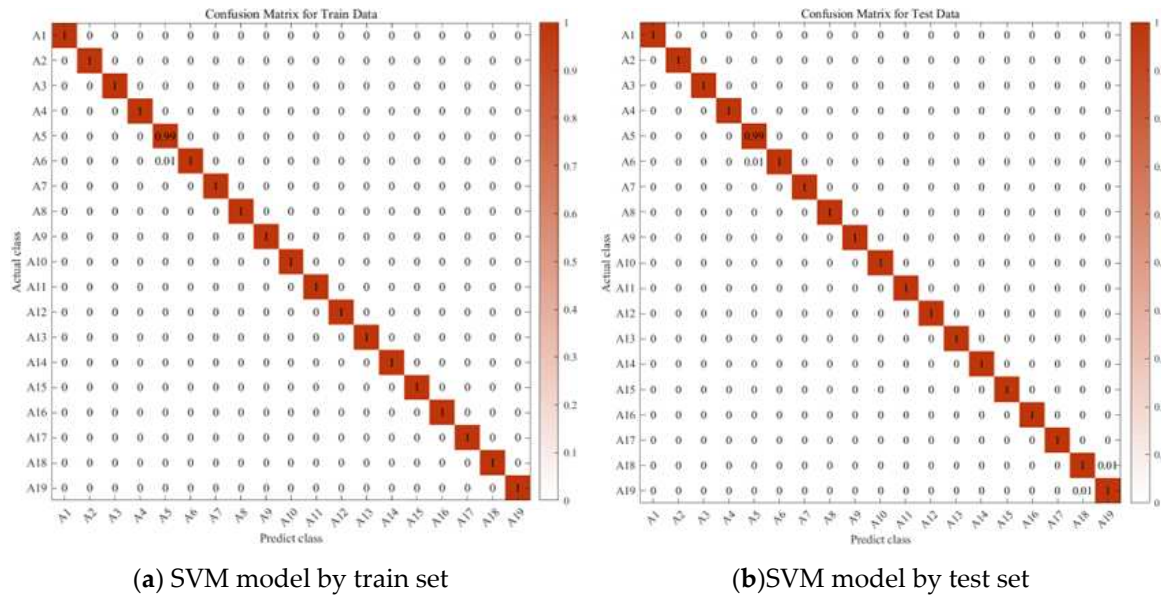 Confusion Matrix for Train Data
A1 1 0 0 0 0 0 0 0 0 0 0 0 0 0 0 0 0 0 0
A2 0 1 0 0 0 0 0 0 0 0 0 0 0 0 0 0 0 0 0
A3 0 0 1 0 0 0 0 0 0 0 0 0 0 0 0 0 0 0 0
A4 0 0 0 1 0 0 0 0 0 0 0 0 0 0 0 0 0 0 0
A5 0 0 0 0 0.99 0 0 0 0 0 0 0 0 0 0 0 0 0 0
A6 0 0 0 0 0.01 1 0 0 0 0 0 0 0 0 0 0 0 0 0
A7 0 0 0 0 0 0 1 0 0 0 0 0 0 0 0 0 0 0 0
A8 0 0 0 0 0 0 0 1 0 0 0 0 0 0 0 0 0 0 0
A9 0 0 0 0 0 0 0 0 1 0 0 0 0 0 0 0 0 0 0
A10 0 0 0 0 0 0 0 0 0 1 0 0 0 0 0 0 0 0 0
A11 0 0 0 0 0 0 0 0 0 0 1 0 0 0 0 0 0 0 0
A12 0 0 0 0 0 0 0 0 0 0 0 1 0 0 0 0 0 0 0
A13 0 0 0 0 0 0 0 0 0 0 0 0 1 0 0 0 0 0 0
A14 0 0 0 0 0 0 0 0 0 0 0 0 0 1 0 0 0 0 0
A15 0 0 0 0 0 0 0 0 0 0 0 0 0 0 1 0 0 0 0
A16 0 0 0 0 0 0 0 0 0 0 0 0 0 0 0 1 0 0 0
A17 0 0 0 0 0 0 0 0 0 0 0 0 0 0 0 0 1 0 0
A18 0 0 0 0 0 0 0 0 0 0 0 0 0 0 0 0 0 1 0
A19 0 0 0 0 0 0 0 0 0 0 0 0 0 0 0 0 0 0 1
A1 A2 A3 A4 A5 A6 A7 A8 A9 A10 A11 A12 A13 A14 A15 A16 A17 A18 A19
Actual class
Predict class
1
0.9
0.8
0.7
0.6
0.5
0.4
0.3
0.2
0.1
0
(a) SVM model by train set
Confusion Matrix for Test Data
A1 1 0 0 0 0 0 0 0 0 0 0 0 0 0 0 0 0 0 0
A2 0 1 0 0 0 0 0 0 0 0 0 0 0 0 0 0 0 0 0
A3 0 0 1 0 0 0 0 0 0 0 0 0 0 0 0 0 0 0 0
A4 0 0 0 1 0 0 0 0 0 0 0 0 0 0 0 0 0 0 0
A5 0 0 0 0 0.99 0 0 0 0 0 0 0 0 0 0 0 0 0 0
A6 0 0 0 0 0.01 1 0 0 0 0 0 0 0 0 0 0 0 0 0
A7 0 0 0 0 0 0 1 0 0 0 0 0 0 0 0 0 0 0 0
A8 0 0 0 0 0 0 0 1 0 0 0 0 0 0 0 0 0 0 0
A9 0 0 0 0 0 0 0 0 1 0 0 0 0 0 0 0 0 0 0
A10 0 0 0 0 0 0 0 0 0 1 0 0 0 0 0 0 0 0 0
A11 0 0 0 0 0 0 0 0 0 0 1 0 0 0 0 0 0 0 0
A12 0 0 0 0 0 0 0 0 0 0 0 1 0 0 0 0 0 0 0
A13 0 0 0 0 0 0 0 0 0 0 0 0 1 0 0 0 0 0 0
A14 0 0 0 0 0 0 0 0 0 0 0 0 0 1 0 0 0 0 0
A15 0 0 0 0 0 0 0 0 0 0 0 0 0 0 1 0 0 0 0
A16 0 0 0 0 0 0 0 0 0 0 0 0 0 0 0 1 0 0 0
A17 0 0 0 0 0 0 0 0 0 0 0 0 0 0 0 0 1 0 0
A18 0 0 0 0 0 0 0 0 0 0 0 0 0 0 0 0 0 1 0.01
A19 0 0 0 0 0 0 0 0 0 0 0 0 0 0 0 0 0 0.01 1
A1 A2 A3 A4 A5 A6 A7 A8 A9 A10 A11 A12 A13 A14 A15 A16 A17 A18 A19
Actual class
Predict class
1
0
(b)SVM model by test set